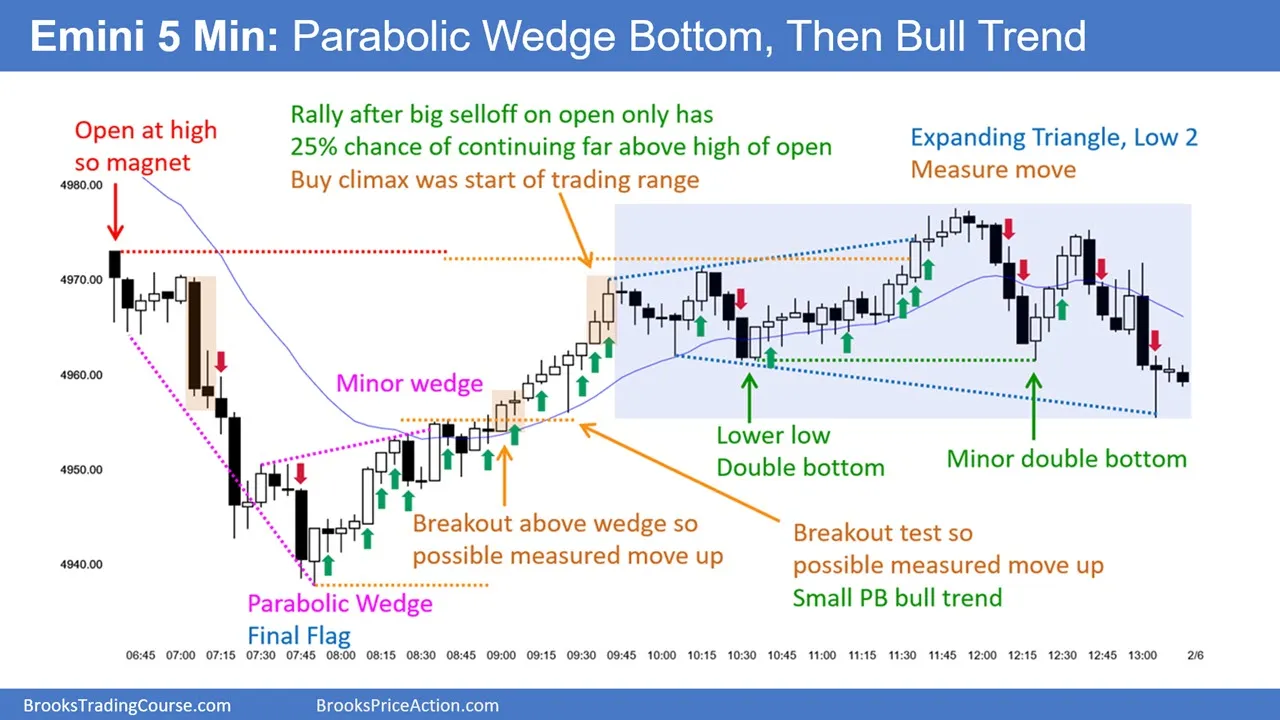 Emini 5 Min: Parabolic Wedge Bottom, Then Bull Trend
Open at high
so magnet
Rally after big selloff on open only has
25% chance of continuing far above high of open
Buy climax was start of trading range
Expanding Triangle, Low 2
Measure move
4980.00
4970.00
4960.00
4950.00
4940.00
Minor wedge
Lower low
Double bottom
Minor double bottom
Breakout above wedge so
possible measured move up
Breakout test so
possible measured move up
Small PB bull trend
Parabolic Wedge
Final Flag
06:45 07:00 07:15 07:30 07:45 08:00 08:15 08:30 08:45 09:00 09:15 09:30 09:45 10:00 10:15 10:30 10:45 11:00 11:15 11:30 11:45 12:00 12:15 12:30 12:45 13:00 2/6
BrooksTradingCourse.com BrooksPriceAction.com